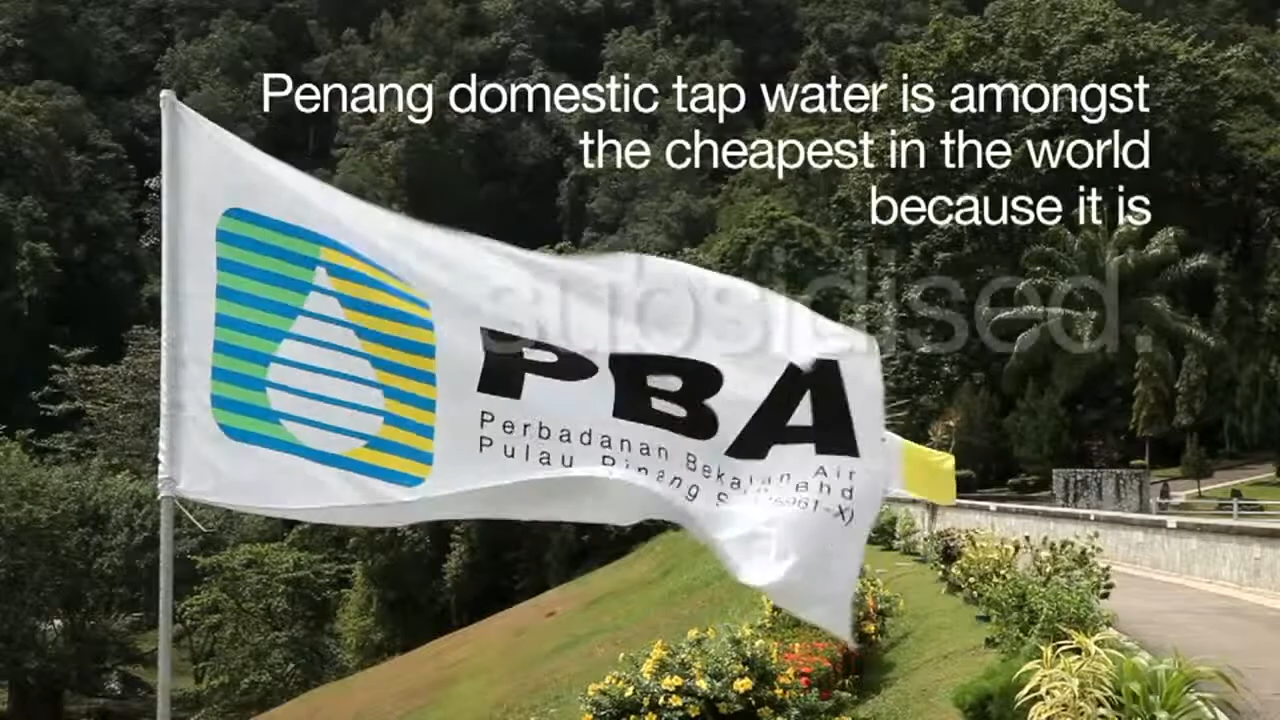 Penang domestic tap water is amongst
the cheapest in the world
because it is
subsidised.
PBA
Perbadanan Bekalan Air
Pulau Pinang